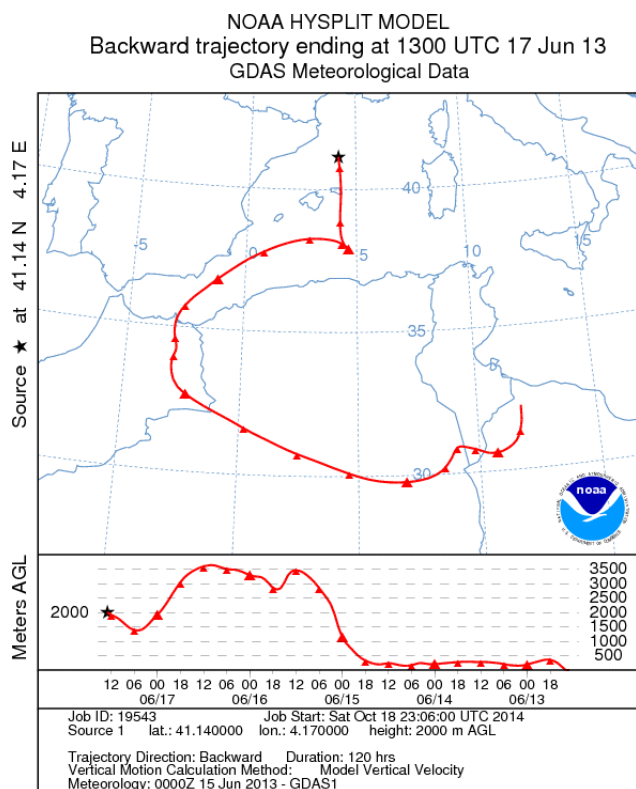 NOAA HYSPLIT MODEL
Backward trajectory ending at 1300 UTC 17 Jun 13
GDAS Meteorological Data
Source ★ at 41.14 N 4.17 E
40
-5
0
5
10
15
35
30
noaa
Meters AGL
2000
3500
3000
2500
2000
1500
1000
500
12 06 00 18 12 06 00 18 12 06 00 18 12 06 00 18 12 06 00 18
06/17 06/16 06/15 06/14 06/13
Job ID: 19543 Job Start: Sat Oct 18 23:06:00 UTC 2014
Source 1 lat.: 41.140000 lon.: 4.170000 height: 2000 m AGL
Trajectory Direction: Backward Duration: 120 hrs
Vertical Motion Calculation Method: Model Vertical Velocity
Meteorology: 0000Z 15 Jun 2013 - GDAS1